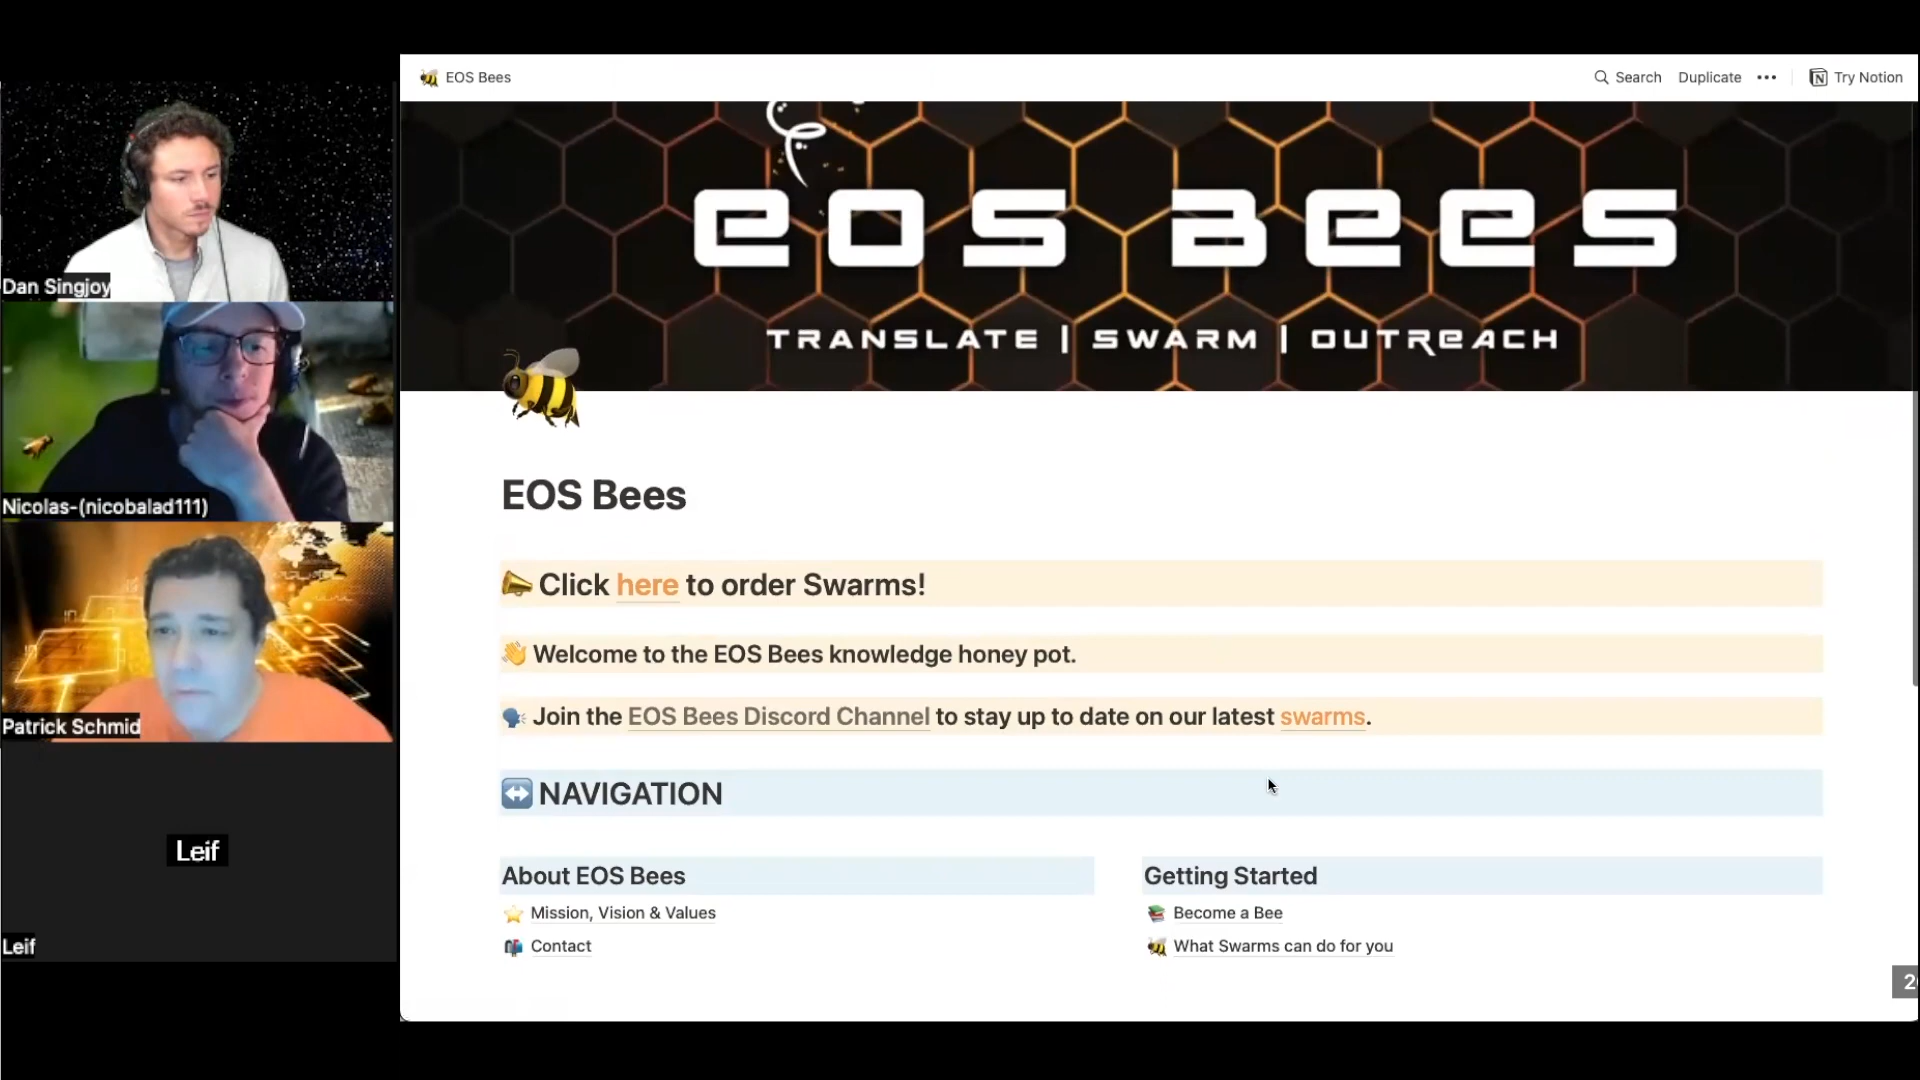 EOS Bees
Search Duplicate ••• Try Notion
EOS BEES
TRANSLATE | SWARM | OUTREACH
EOS Bees
Click here to order Swarms!
Welcome to the EOS Bees knowledge honey pot.
Join the EOS Bees Discord Channel to stay up to date on our latest swarms.
NAVIGATION
About EOS Bees
Mission, Vision & Values
Contact
Getting Started
Become a Bee
What Swarms can do for you
Dan Singjoy
Nicolas-(nicobalad111)
Patrick Schmid
Leif
Leif